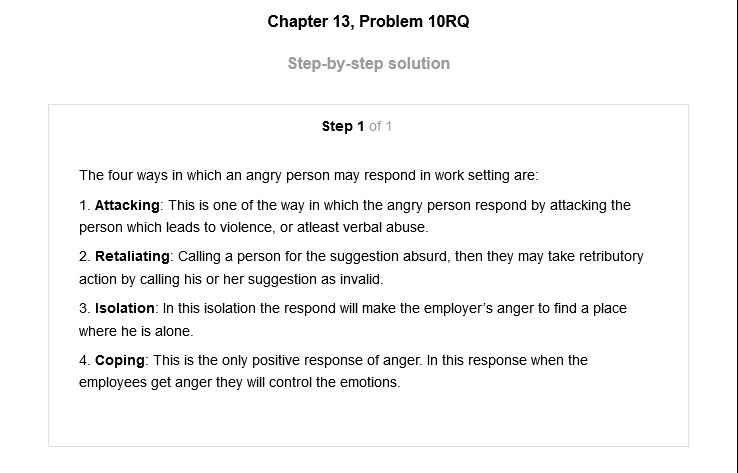 Chapter 13, Problem 10RQ
Step-by-step solution
Step 1 of 1
The four ways in which an angry person may respond in work setting are:
1. Attacking: This is one of the way in which the angry person respond by attacking the
person which leads to violence, or atleast verbal abuse.
2. Retaliating: Calling a person for the suggestion absurd, then they may take retributory
action by calling his or her suggestion as invalid.
3. Isolation: In this isolation the respond will make the employer’s anger to find a place
where he is alone.
4. Coping: This is the only positive response of anger. In this response when the
employees get anger they will control the emotions.